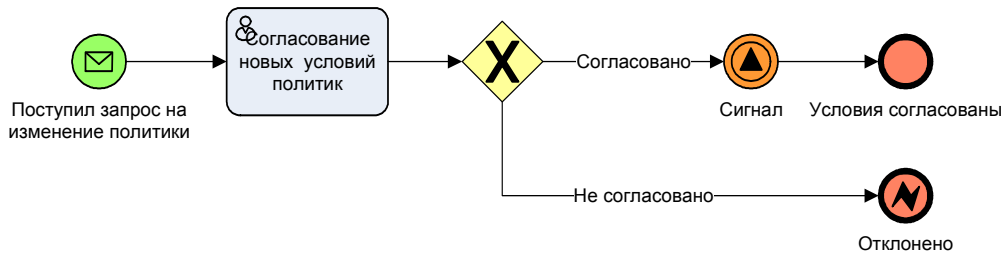 Согласование
новых условий
политик
Согласовано
Поступил запрос на
изменение политики
Сигнал
Условия согласованы
Не согласовано
Отклонено